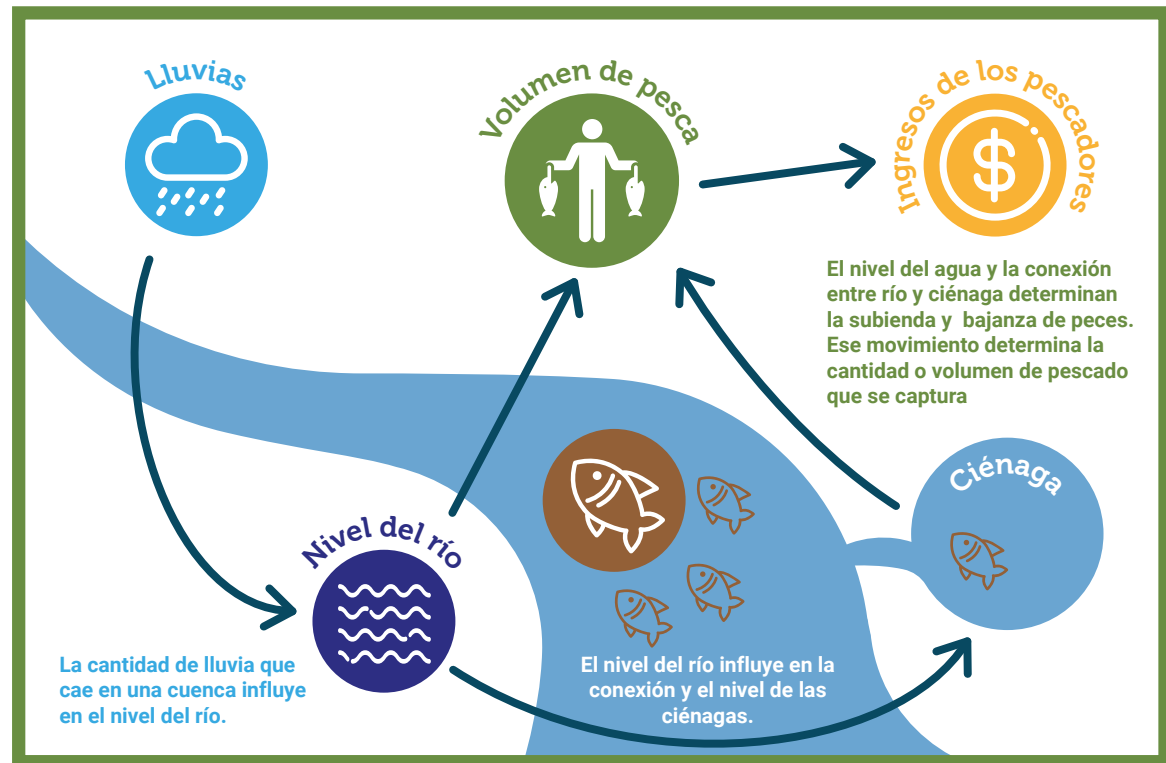 Lluvias
Volumen de pesca
Ingresos de los pescadores
$
El nivel del agua y la conexión
entre río y ciénaga determinan
la subienda y bajanza de peces.
Ese movimiento determina la
cantidad o volumen de pescado
que se captura
Ciénaga
Nivel del río
La cantidad de lluvia que
cae en una cuenca influye
en el nivel del río.
El nivel del río influye en la
conexión y el nivel de las
ciénagas.